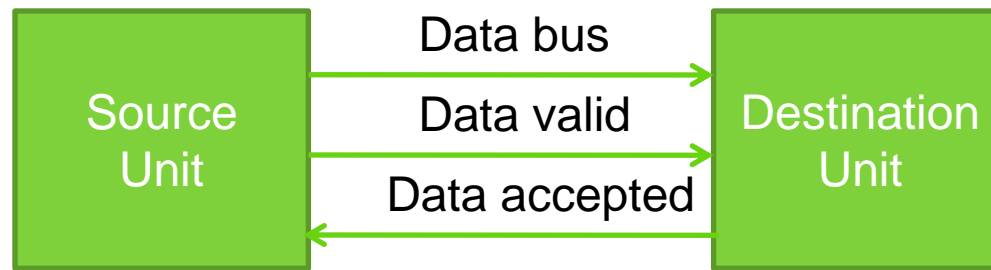 Data bus
Source
Unit
Data valid
Destination
Unit
Data accepted